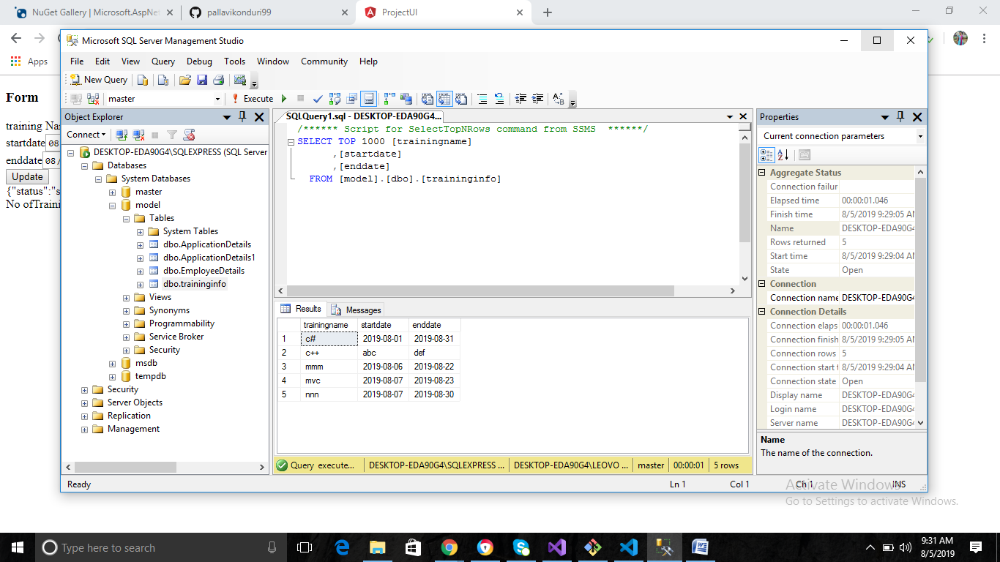 NuGet Gallery | Microsoft.AspNe
pallavikonduri99
ProjectUI
Apps
Form
training Na
startdate 08
enddate 08/
Update
{"status":"s
No ofTraini
Microsoft SQL Server Management Studio
File Edit View Query Debug Tools Window Community Help
New Query
master Execute
Object Explorer
Connect
DESKTOP-EDA90G4\SQLEXPRESS (SQL Server
Databases
System Databases
master
model
Tables
System Tables
dbo.ApplicationDetails
dbo.ApplicationDetails1
dbo.EmployeeDetails
dbo.traininginfo
Views
Synonyms
Programmability
Service Broker
Security
msdb
tempdb
Security
Server Objects
Replication
Management
SQLQuery1.sql - DESKTOP-EDA90G4...
/****** Script for SelectTopNRows command from SSMS ******/
SELECT TOP 1000 [trainingname]
,[startdate]
,[enddate]
FROM [model].[dbo].[traininginfo]
Results Messages
trainingname startdate enddate
1 c# 2019-08-01 2019-08-31
2 c++ abc def
3 mmm 2019-08-06 2019-08-22
4 mvc 2019-08-07 2019-08-23
5 nnn 2019-08-07 2019-08-30
Query execute... DESKTOP-EDA90G4\SQLEXPRESS ... DESKTOP-EDA90G4\LEOVO ... master 00:00:01 5 rows
Properties
Current connection parameters
Aggregate Status
Connection failur
Elapsed time 00:00:01.046
Finish time 8/5/2019 9:29:05 AM
Name DESKTOP-EDA90G4
Rows returned 5
Start time 8/5/2019 9:29:04 AM
State Open
Connection
Connection name DESKTOP-EDA90G4
Connection Details
Connection elaps 00:00:01.046
Connection finish 8/5/2019 9:29:05 AM
Connection rows 5
Connection start t 8/5/2019 9:29:04 AM
Connection state Open
Display name DESKTOP-EDA90G4
Login name DESKTOP-EDA90G4
Server name DESKTOP-EDA90G4
Name
The name of the connection.
Ready Ln 1 Col 1 Ch 1 INS
Activate Windows
Go to Settings to activate Windows.
Type here to search
9:31 AM
8/5/2019